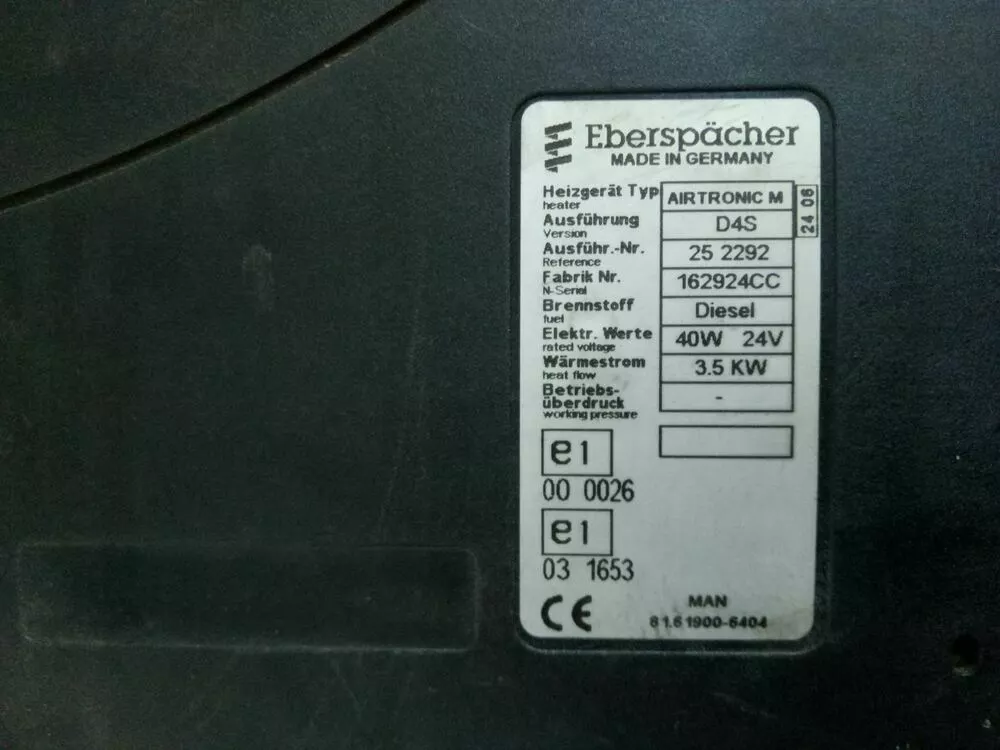 Eberspächer
MADE IN GERMANY
Heizgerät Typ AIRTRONIC M
heater
24 06
Ausführung D4S
Version
Ausführ.-Nr. 25 2292
Reference
Fabrik Nr. 162924CC
N-Serial
Brennstoff Diesel
fuel
Elektr. Werte 40W 24V
rated voltage
Wärmestrom 3.5 KW
heat flow
Betriebs-
überdruck -
working pressure
e1
00 0026
e1
03 1653
CE
MAN
81.61900-6404